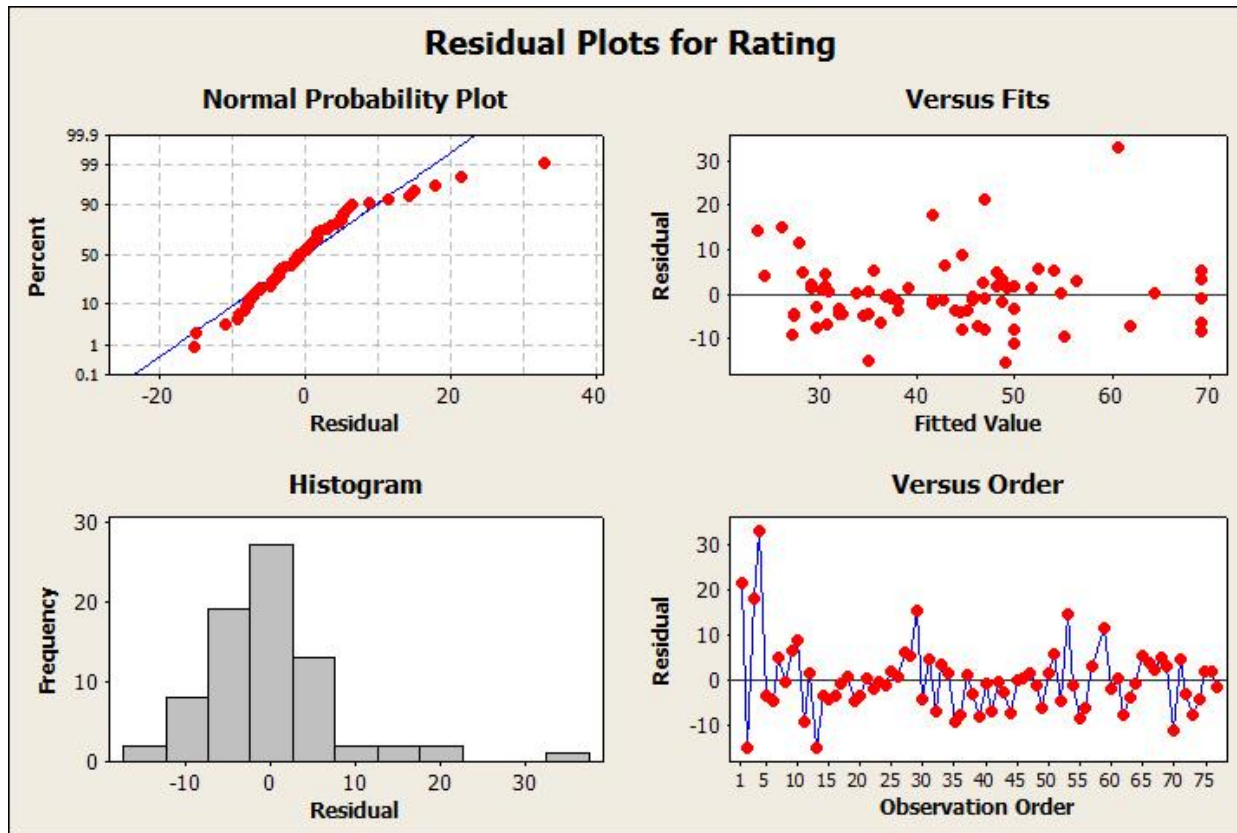 Residual Plots for Rating
Normal Probability Plot
99.9
99
90
50
10
1
0.1
Percent
-20 0 20 40
Residual
Versus Fits
30
20
10
0
-10
Residual
30 40 50 60 70
Fitted Value
Histogram
30
20
10
0
Frequency
-10 0 10 20 30
Residual
Versus Order
30
20
10
0
-10
Residual
1 5 10 15 20 25 30 35 40 45 50 55 60 65 70 75
Observation Order